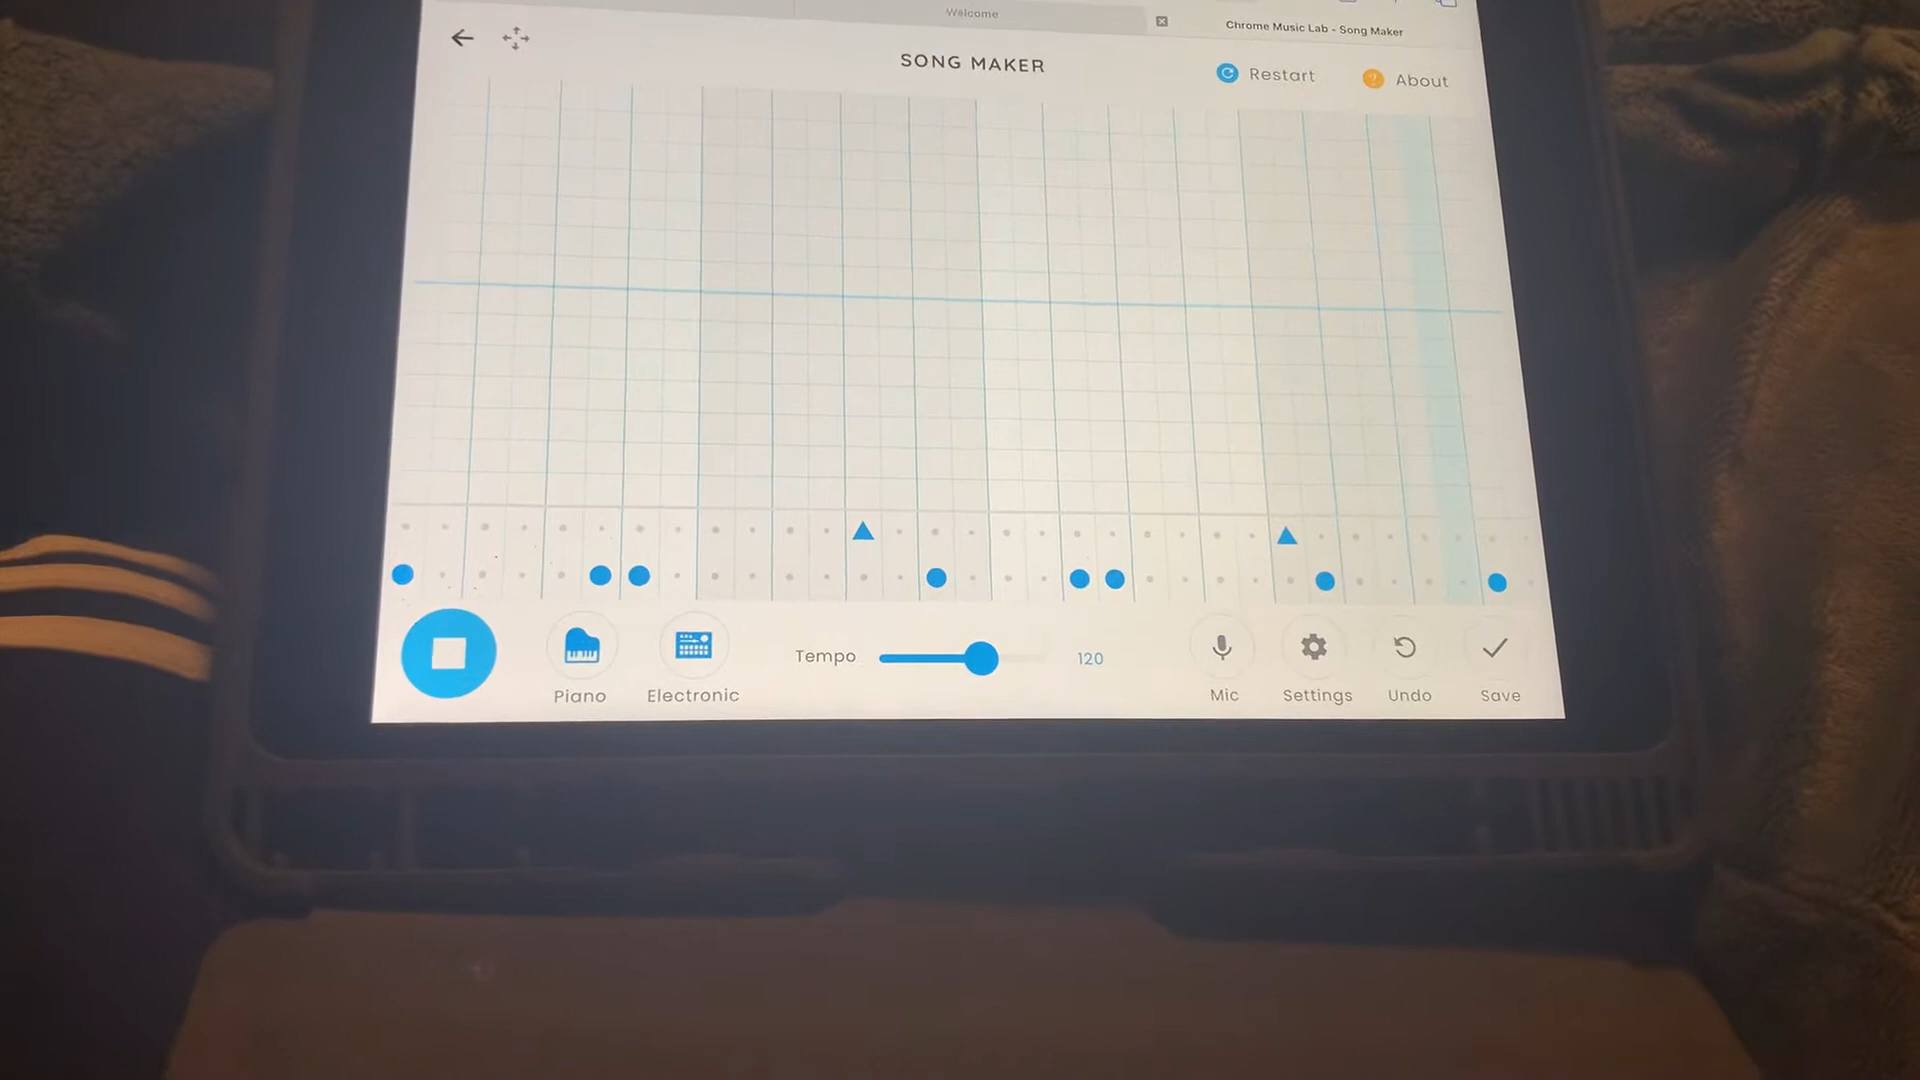 Welcome
Chrome Music Lab - Song Maker
SONG MAKER
Restart
? About
Tempo
120
Piano
Electronic
Mic
Settings
Undo
Save